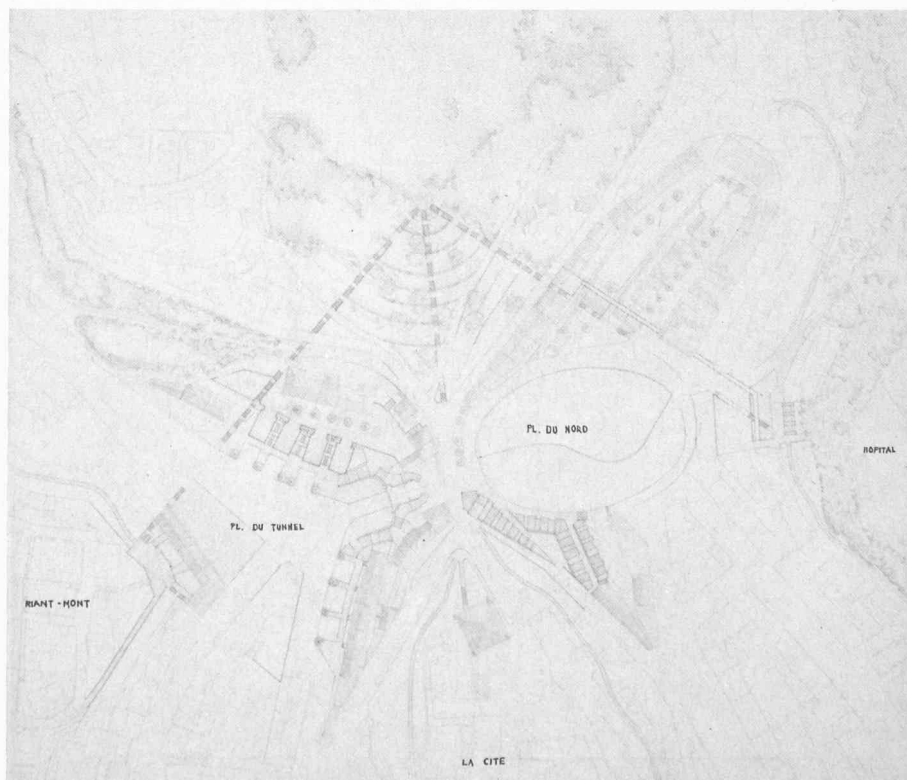 PL. DU NORD
HOPITAL
PL. DU TUNNEL
RIANT-MONT
LA CITE